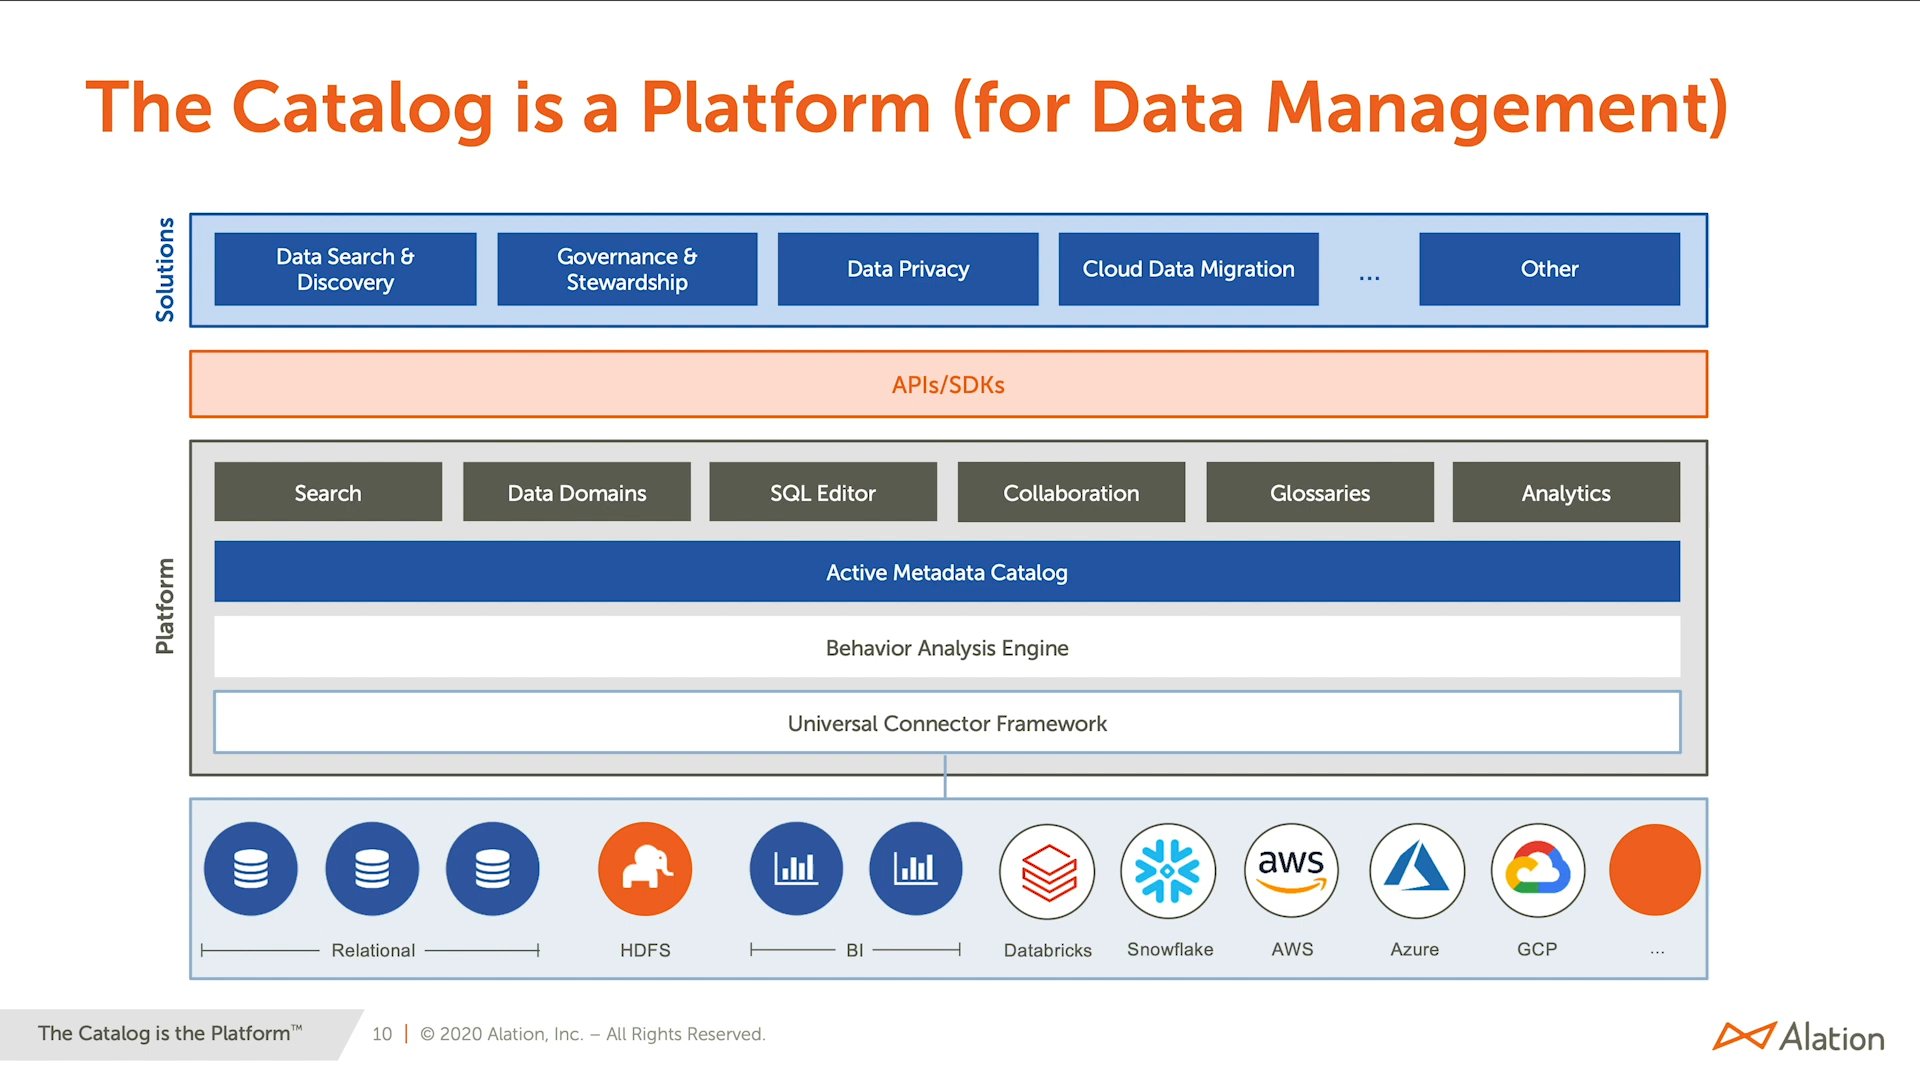 The Catalog is a Platform (for Data Management)
Solutions
Data Search &
Discovery
Governance &
Stewardship
Data Privacy
Cloud Data Migration
...
Other
APIs/SDKs
Platform
Search
Data Domains
SQL Editor
Collaboration
Glossaries
Analytics
Active Metadata Catalog
Behavior Analysis Engine
Universal Connector Framework
aws
Relational
HDFS
BI
Databricks
Snowflake
AWS
Azure
GCP
...
The Catalog is the Platform™
10 | © 2020 Alation, Inc. – All Rights Reserved.
Alation